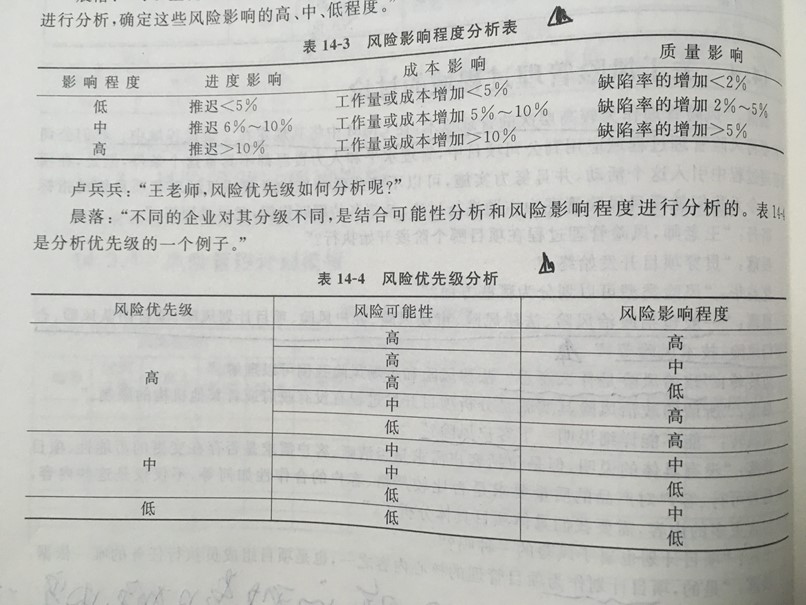 进行分析，确定这些风险影响的高、中、低程度。”
表 14-3 风险影响程度分析表
影响程度 进度影响 成本影响 质量影响
低 推迟＜5% 工作量或成本增加＜5% 缺陷率的增加＜2%
中 推迟 6%～10% 工作量或成本增加 5%～10% 缺陷率的增加 2%～5%
高 推迟＞10% 工作量或成本增加＞10% 缺陷率的增加＞5%
卢兵兵：“王老师，风险优先级如何分析呢？”
晨落：“不同的企业对其分级不同，是结合可能性分析和风险影响程度进行分析的。表 14-4
是分析优先级的一个例子。”
表 14-4 风险优先级分析
风险优先级 风险可能性 风险影响程度
高 高
高 中
高 高 低
中 高
低 高
中 中
中 中 低
低 中
低 低 低